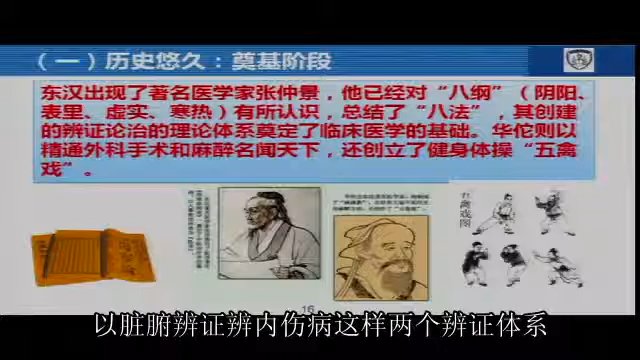 （一）历史悠久：奠基阶段
东汉出现了著名医学家张仲景，他已经对“八纲”（阴阳、
表里、虚实、寒热）有所认识，总结了“八法”，其创建
的辨证论治的理论体系奠定了临床医学的基础。华佗则以
精通外科手术和麻醉名闻天下，还创立了健身体操“五禽
戏”。
五禽戏图
16
以脏腑辨证辨内伤病这样两个辨证体系